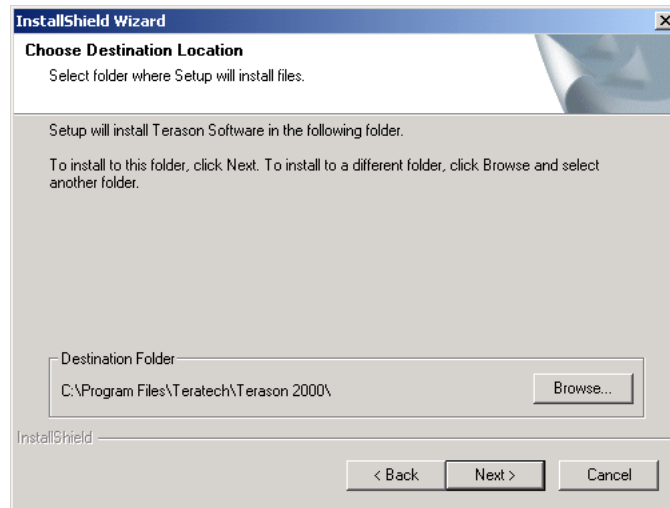 InstallShield Wizard
Choose Destination Location
Select folder where Setup will install files.
Setup will install Terason Software in the following folder.
To install to this folder, click Next. To install to a different folder, click Browse and select
another folder.
Destination Folder
C:\Program Files\Teratech\Terason 2000\
Browse...
InstallShield
< Back
Next >
Cancel